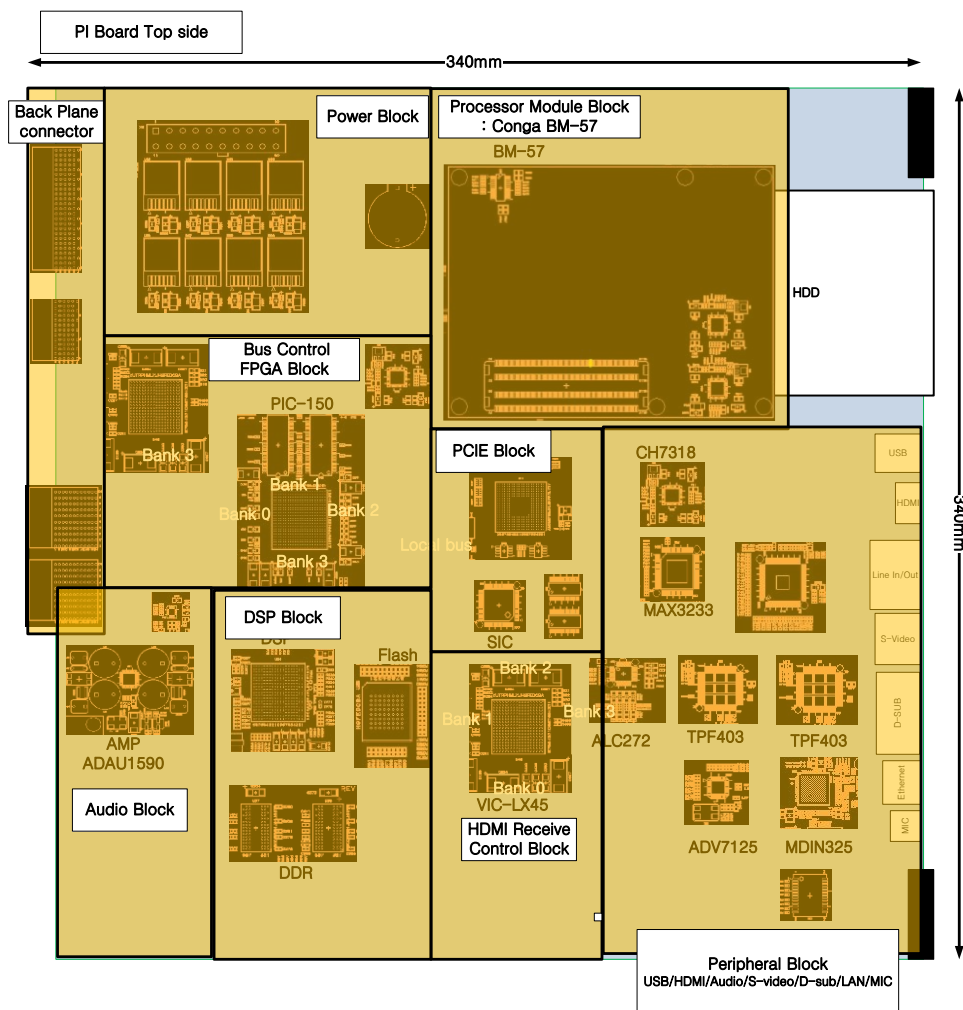 PI Board Top side
340mm
Back Plane
connector
Power Block
Processor Module Block
: Conga BM-57
BM-57
HDD
340mm
Bus Control
FPGA Block
PIC-150
Bank 3
Bank 1
Bank 0
Bank 2
Bank 3
Local bus
PCIE Block
SIC
CH7318
MAX3233
USB
HDMI
Line In/Out
S-Video
D-SUB
Ethernet
MIC
DSP Block
DSP
Flash
DDR
AMP
ADAU1590
Audio Block
Bank 2
Bank 1
Bank 3
Bank 0
VIC-LX45
HDMI Receive
Control Block
ALC272
TPF403
TPF403
ADV7125
MDIN325
Peripheral Block
USB/HDMI/Audio/S-video/D-sub/LAN/MIC